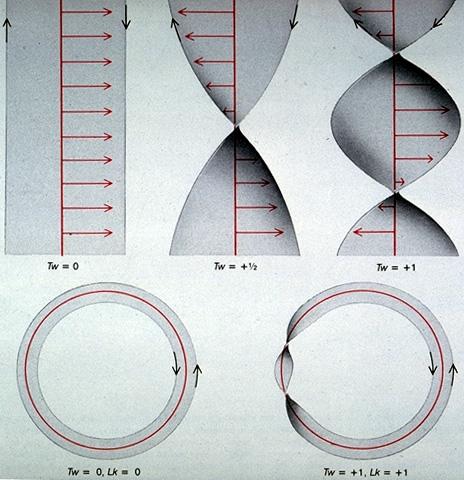 Tw = 0
Tw = +½
Tw = +1
Tw = 0, Lk = 0
Tw = +1, Lk = +1